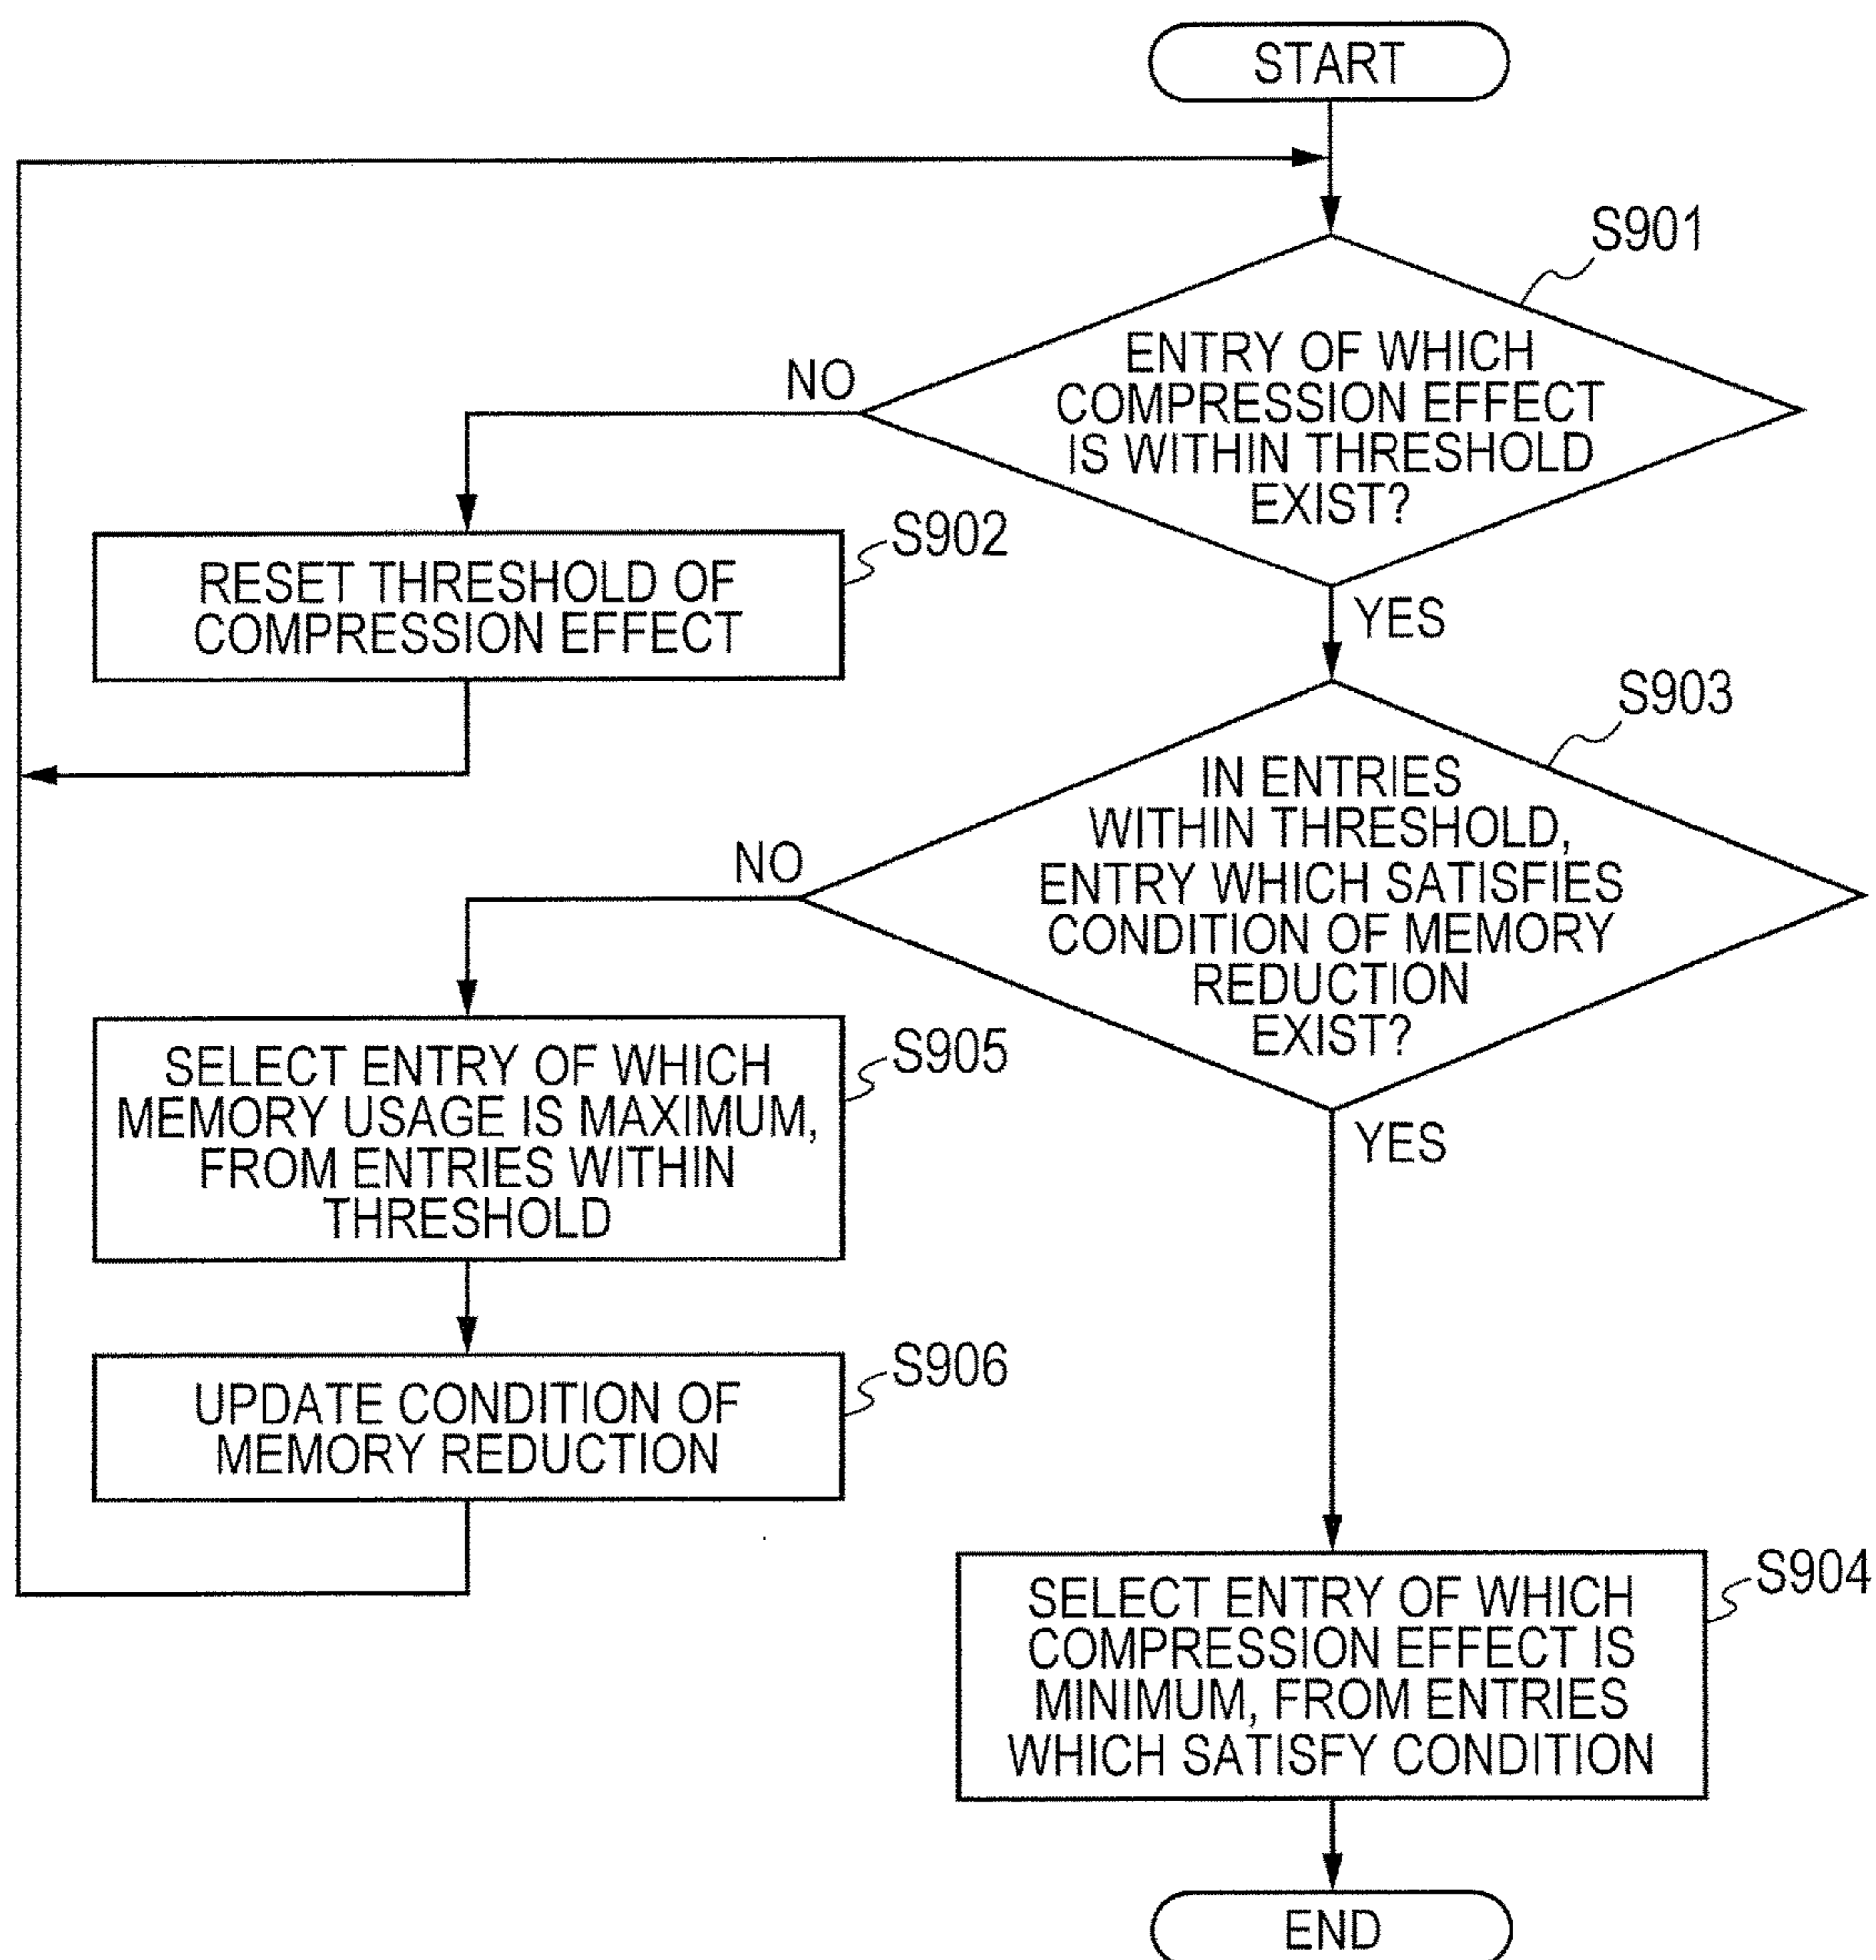 START
S901
ENTRY OF WHICH
COMPRESSION EFFECT
IS WITHIN THRESHOLD
EXIST?
NO
YES
S902
RESET THRESHOLD OF
COMPRESSION EFFECT
S903
IN ENTRIES
WITHIN THRESHOLD,
ENTRY WHICH SATISFIES
CONDITION OF MEMORY
REDUCTION
EXIST?
NO
YES
S905
SELECT ENTRY OF WHICH
MEMORY USAGE IS MAXIMUM,
FROM ENTRIES WITHIN
THRESHOLD
S906
UPDATE CONDITION OF
MEMORY REDUCTION
S904
SELECT ENTRY OF WHICH
COMPRESSION EFFECT IS
MINIMUM, FROM ENTRIES
WHICH SATISFY CONDITION
END